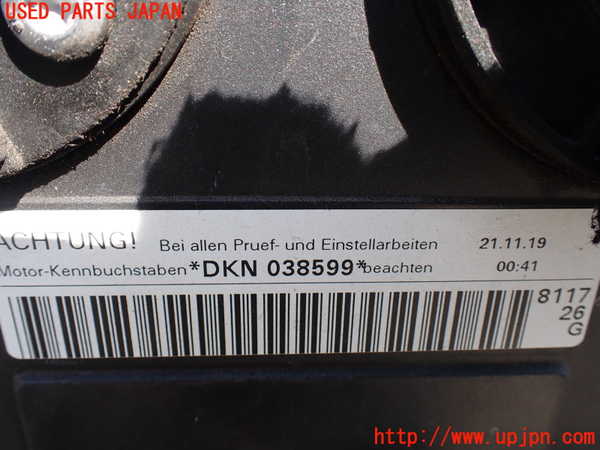 USED PARTS JAPAN
ACHTUNG! Bei allen Pruef- und Einstellarbeiten 21.11.19
Motor-Kennbuchstaben *DKN 038599* beachten 00:41
8117
26
G
http://www.upjpn.com/